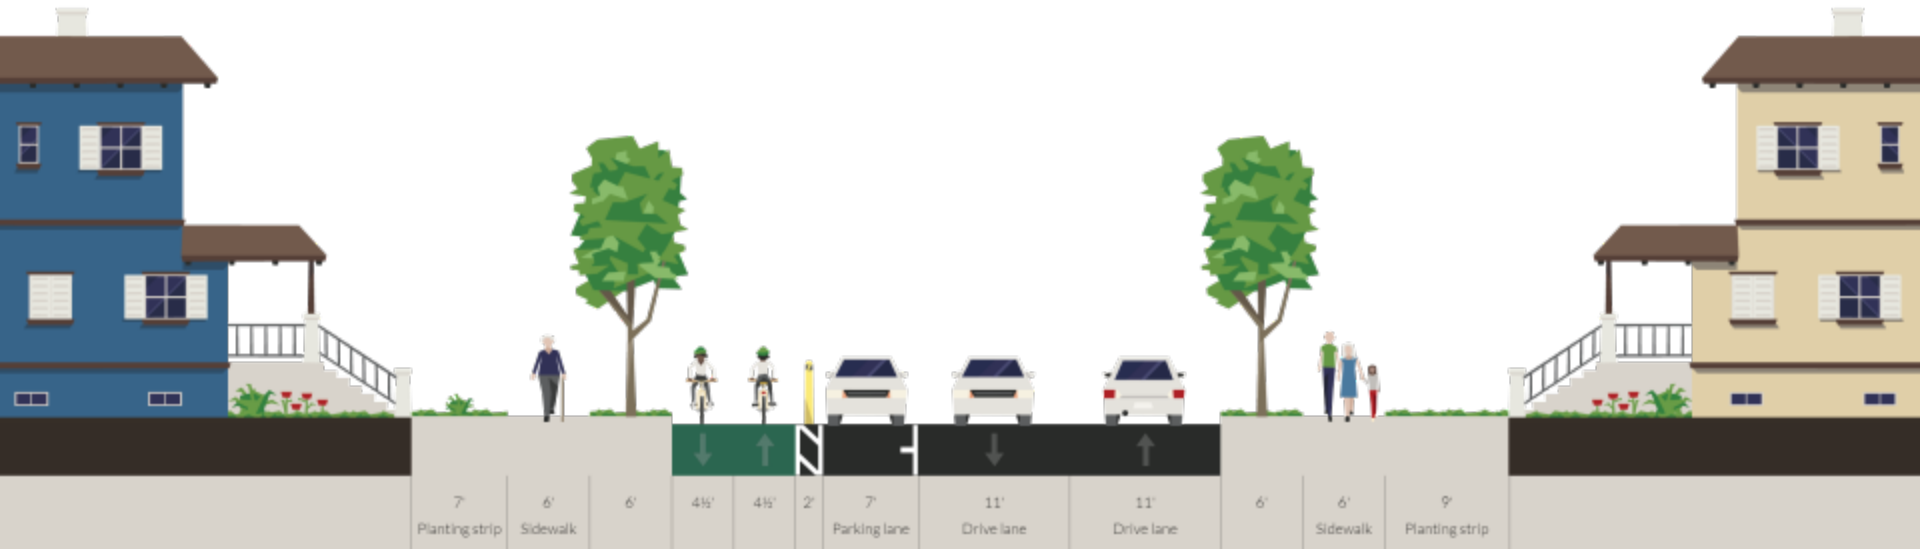 7' 6' 6' 4½' 4½' 2' 7' 11' 11' 6' 6' 9'
Planting strip Sidewalk Parking lane Drive lane Drive lane Sidewalk Planting strip